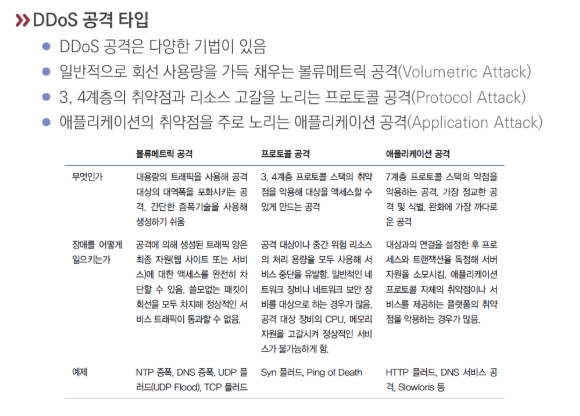 DDoS 공격 타입
DDoS 공격은 다양한 기법이 있음
일반적으로 회선 사용량을 가득 채우는 볼류메트릭 공격(Volumetric Attack)
3, 4계층의 취약점과 리소스 고갈을 노리는 프로토콜 공격(Protocol Attack)
애플리케이션의 취약점을 주로 노리는 애플리케이션 공격(Application Attack)
볼류메트릭 공격 프로토콜 공격 애플리케이션 공격
무엇인가
대용량의 트래픽을 사용해 공격
대상의 대역폭을 포화시키는 공
격, 간단한 증폭기술을 사용해
생성하기 쉬움
3, 4계층 프로토콜 스택의 취약
점을 악용해 대상을 액세스할 수
없게 만드는 공격
7계층 프로토콜 스택의 약점을
악용하는 공격, 가장 정교한 공
격 및 식별, 완화에 가장 까다로
운 공격
장애를 어떻게
일으키는가
공격에 의해 생성된 트래픽 양은
최종 자원(웹 사이트 또는 서비
스)에 대한 액세스를 완전히 차
단할 수 있음. 쓸모없는 패킷이
회선을 모두 차지해 정상적인 서
비스 트래픽이 통과할 수 없음.
공격 대상이나 중간 위험 리소스
의 처리 용량을 모두 사용해 서
비스 중단을 유발함. 일반적인 네
트워크 장비나 네트워크 보안 장
비를 대상으로 하는 경우가 많음.
공격 대상 장비의 CPU, 메모리
자원을 고갈시켜 정상적인 서비
스가 불가능하게 함.
대상과의 연결을 설정한 후 프로
세스와 트랜잭션을 독점해 서버
자원을 소모시킴. 애플리케이션
프로토콜 자체의 취약점이나 서
비스를 제공하는 플랫폼의 취약
점을 악용하는 경우가 많음.
예제
NTP 증폭, DNS 증폭, UDP 플
러드(UDP Flood), TCP 플러드
Syn 플러드, Ping of Death
HTTP 플러드, DNS 서비스 공
격, Slowloris 등